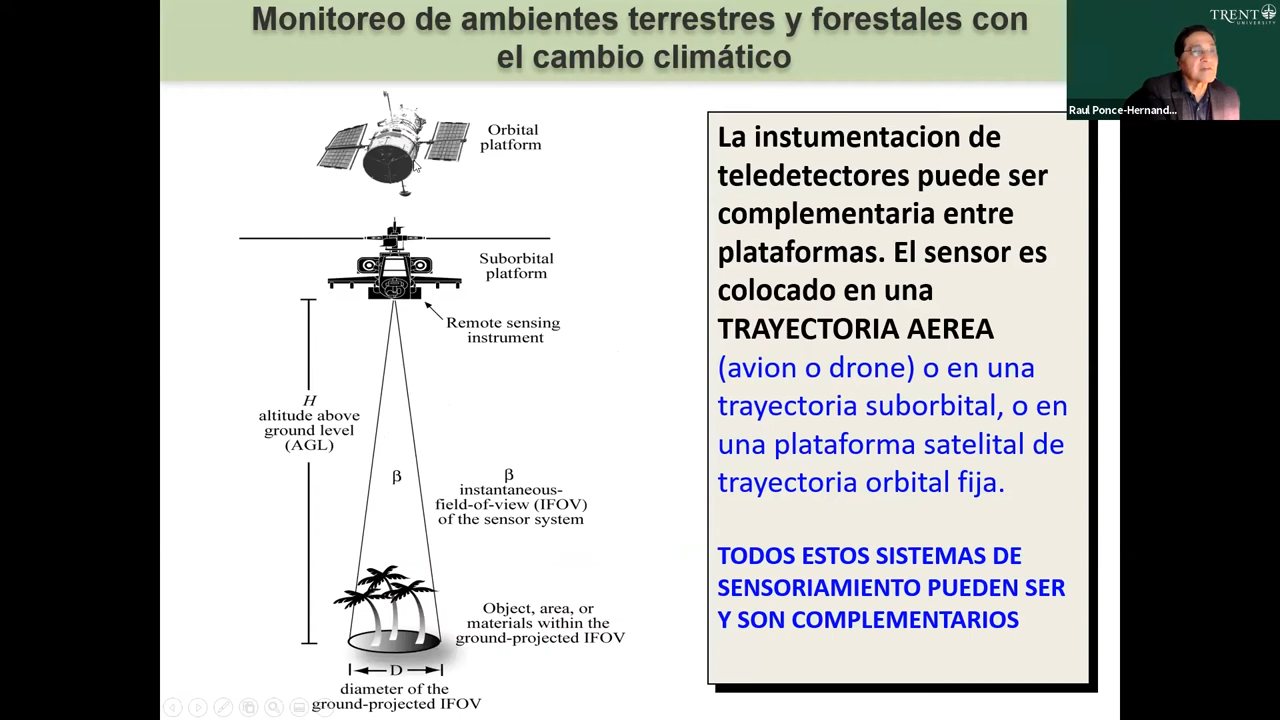 Monitoreo de ambientes terrestres y forestales con
el cambio climático
TRENT
UNIVERSITY
Raul Ponce-Hernand...
Orbital
platform
Suborbital
platform
Remote sensing
instrument
H
altitude above
ground level
(AGL)
β
β
instantaneous-
field-of-view (IFOV)
of the sensor system
Object, area, or
materials within the
ground-projected IFOV
D
diameter of the
ground-projected IFOV
La instumentacion de
teledetectores puede ser
complementaria entre
plataformas. El sensor es
colocado en una
TRAYECTORIA AEREA
(avion o drone) o en una
trayectoria suborbital, o en
una plataforma satelital de
trayectoria orbital fija.
TODOS ESTOS SISTEMAS DE
SENSORIAMIENTO PUEDEN SER
Y SON COMPLEMENTARIOS